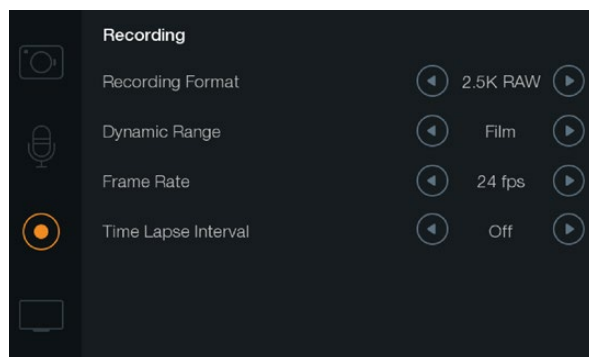 Recording
Recording Format 2.5K RAW
Dynamic Range Film
Frame Rate 24 fps
Time Lapse Interval Off